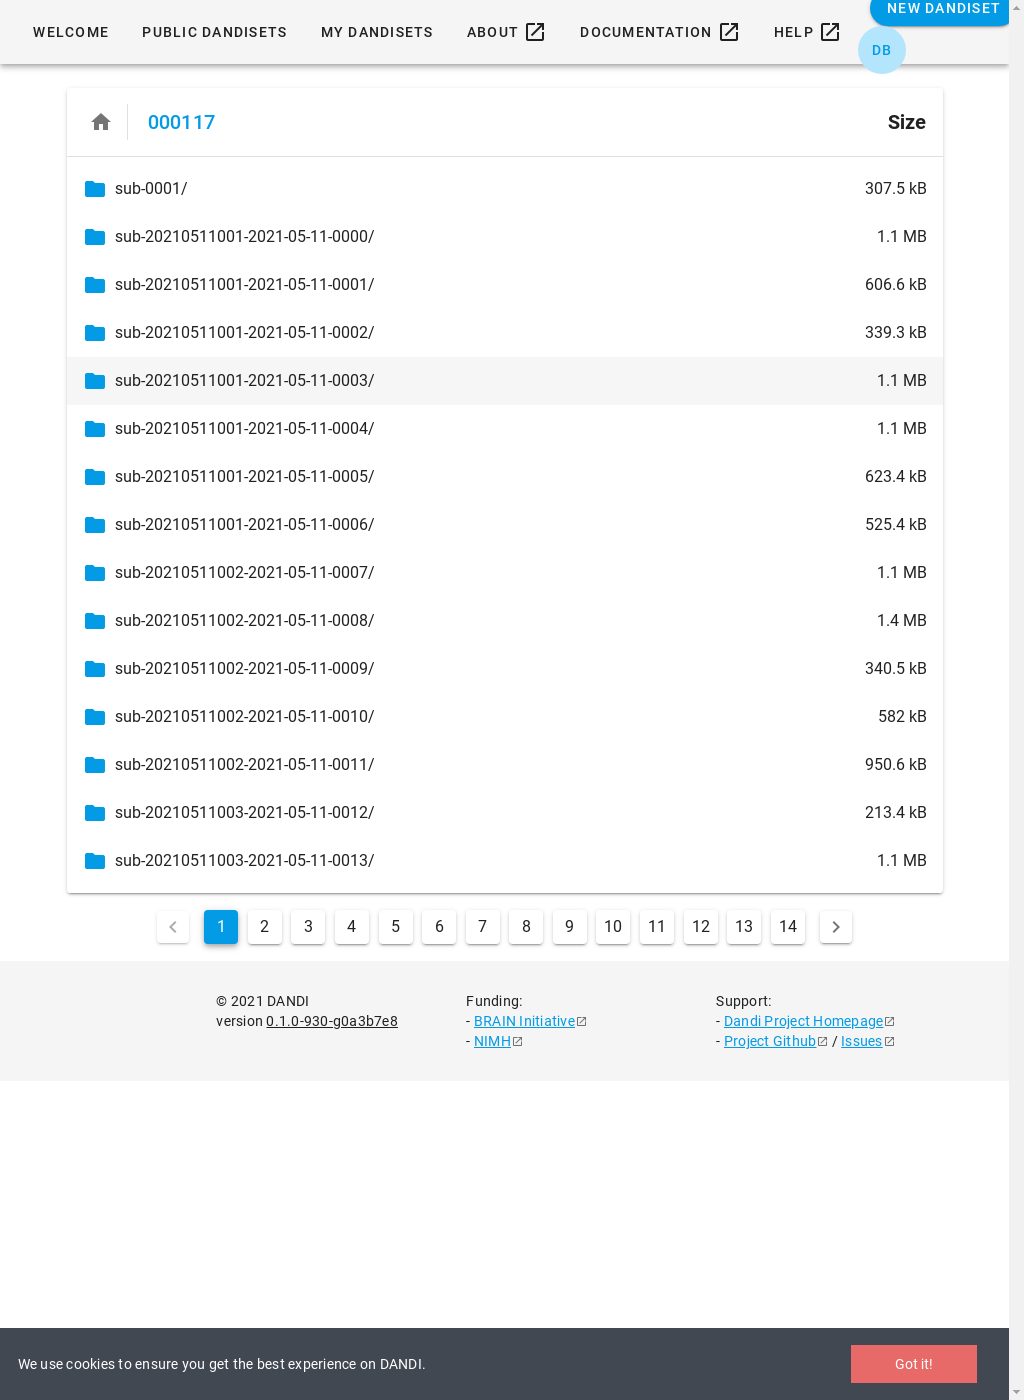 WELCOME PUBLIC DANDISETS MY DANDISETS ABOUT DOCUMENTATION HELP NEW DANDISET
DB
000117 Size
sub-0001/ 307.5 kB
sub-20210511001-2021-05-11-0000/ 1.1 MB
sub-20210511001-2021-05-11-0001/ 606.6 kB
sub-20210511001-2021-05-11-0002/ 339.3 kB
sub-20210511001-2021-05-11-0003/ 1.1 MB
sub-20210511001-2021-05-11-0004/ 1.1 MB
sub-20210511001-2021-05-11-0005/ 623.4 kB
sub-20210511001-2021-05-11-0006/ 525.4 kB
sub-20210511002-2021-05-11-0007/ 1.1 MB
sub-20210511002-2021-05-11-0008/ 1.4 MB
sub-20210511002-2021-05-11-0009/ 340.5 kB
sub-20210511002-2021-05-11-0010/ 582 kB
sub-20210511002-2021-05-11-0011/ 950.6 kB
sub-20210511003-2021-05-11-0012/ 213.4 kB
sub-20210511003-2021-05-11-0013/ 1.1 MB
1 2 3 4 5 6 7 8 9 10 11 12 13 14
© 2021 DANDI
version 0.1.0-930-g0a3b7e8
Funding:
- BRAIN Initiative
- NIMH
Support:
- Dandi Project Homepage
- Project Github / Issues
We use cookies to ensure you get the best experience on DANDI. Got it!